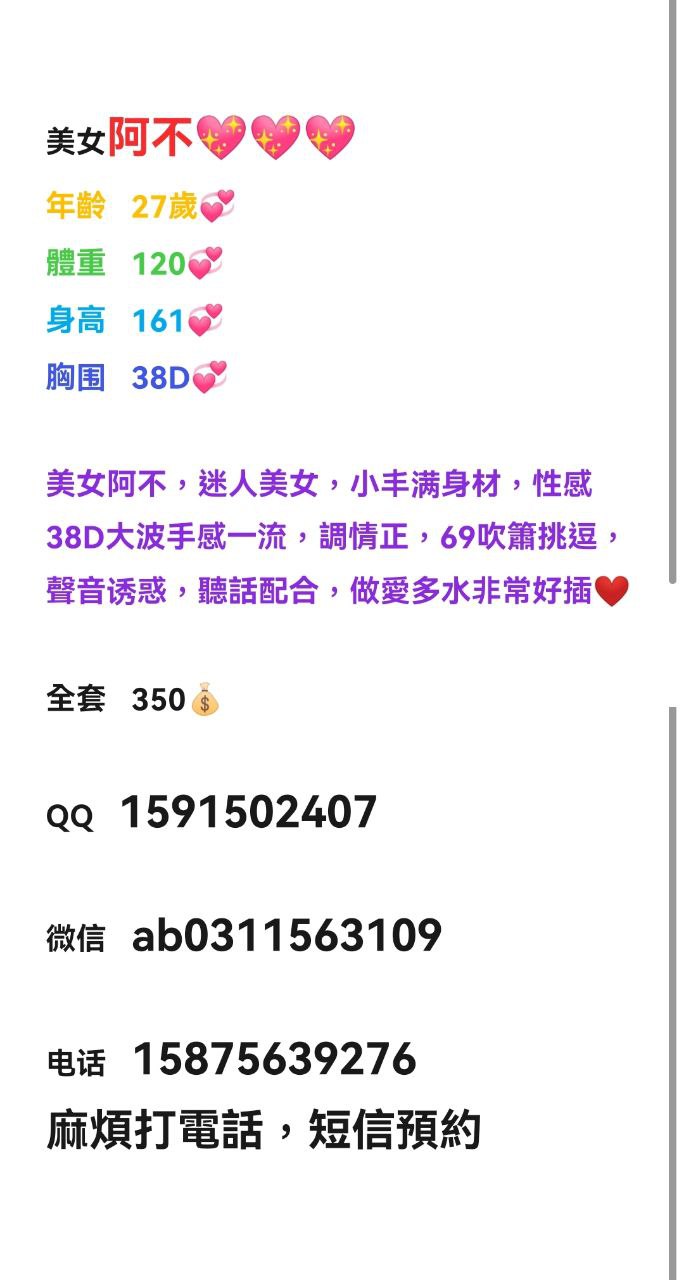 美女阿不💖💖💖
年齡 27歲💞
體重 120💞
身高 161💞
胸围 38D💞
美女阿不，迷人美女，小丰满身材，性感
38D大波手感一流，調情正，69吹簫挑逗，
聲音诱惑，聽話配合，做愛多水非常好插❤️
全套 350💰
QQ 1591502407
微信 ab0311563109
电话 15875639276
麻煩打電話，短信預約